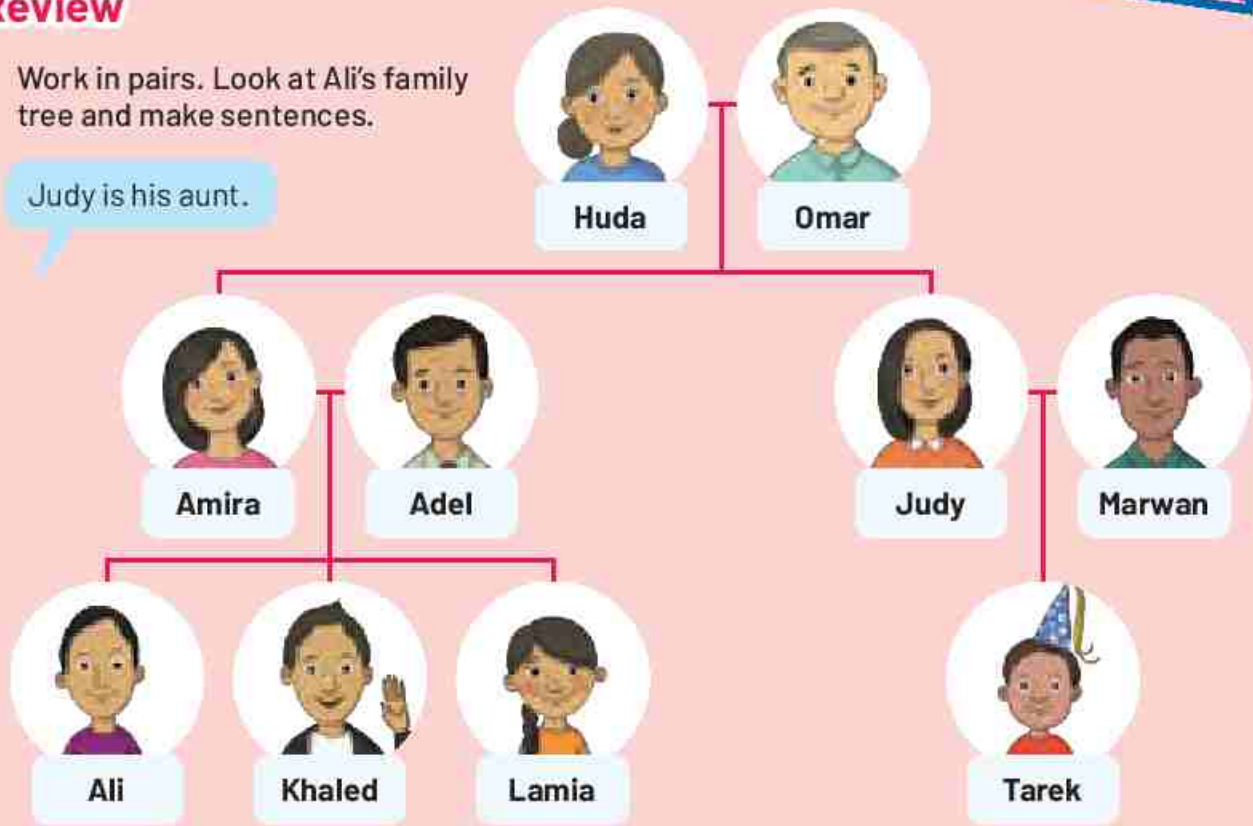 Review
Work in pairs. Look at Ali's family
tree and make sentences.
Judy is his aunt.
Huda
Omar
Amira
Adel
Judy
Marwan
Ali
Khaled
Lamia
Tarek